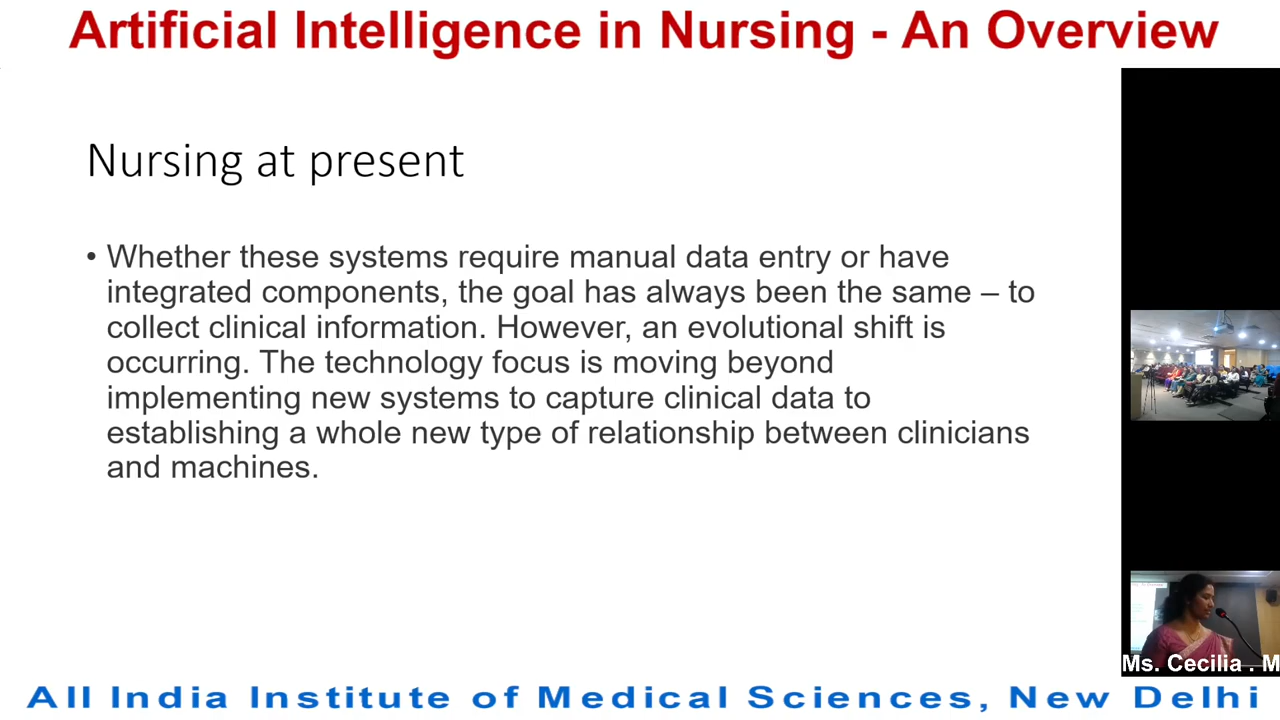 Artificial Intelligence in Nursing - An Overview
Nursing at present
• Whether these systems require manual data entry or have
integrated components, the goal has always been the same – to
collect clinical information. However, an evolutional shift is
occurring. The technology focus is moving beyond
implementing new systems to capture clinical data to
establishing a whole new type of relationship between clinicians
and machines.
Ms. Cecilia . M
All India Institute of Medical Sciences, New Delhi